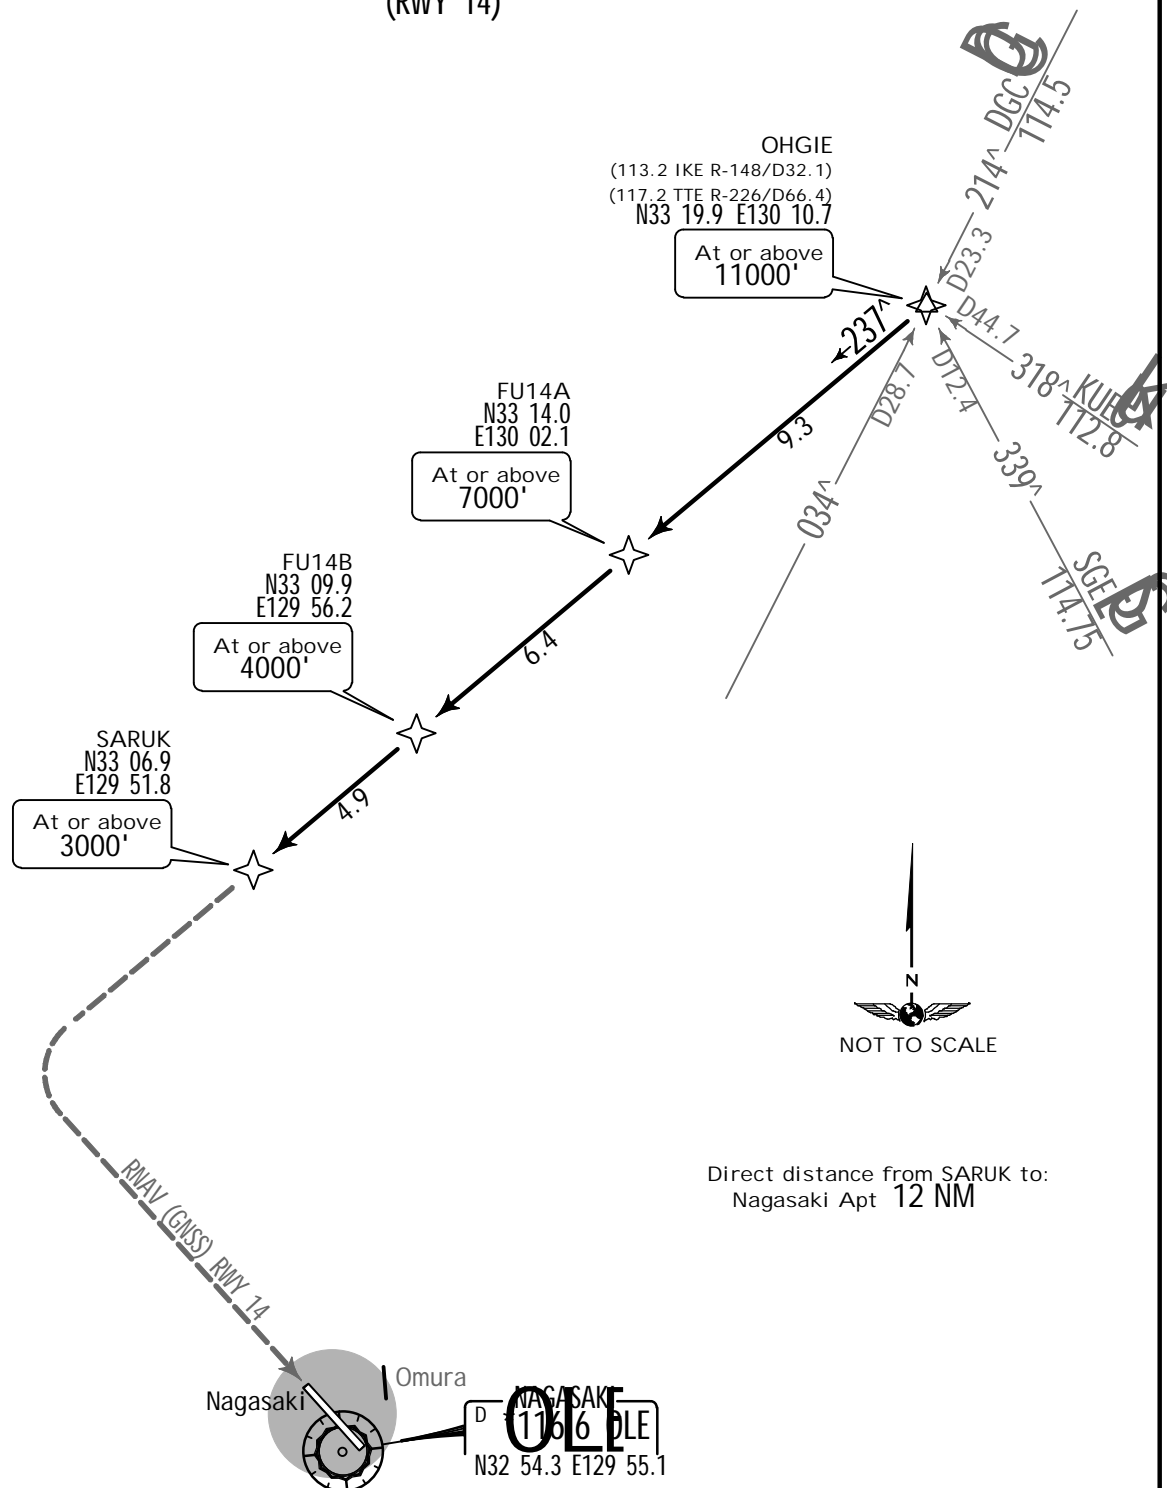 (RWY 14)
DGC
114.5
214^
D23.3
OHGIE
(113.2 IKE R-148/D32.1)
(117.2 TTE R-226/D66.4)
N33 19.9 E130 10.7
At or above
11000'
237^
D44.7
318^
KUE
112.8
D12.4
339^
SGE
114.75
D28.7
034^
9.3
FU14A
N33 14.0
E130 02.1
At or above
7000'
6.4
FU14B
N33 09.9
E129 56.2
At or above
4000'
4.9
SARUK
N33 06.9
E129 51.8
At or above
3000'
N
NOT TO SCALE
Direct distance from SARUK to:
Nagasaki Apt 12 NM
RNAV (GNSS) RWY 14
Omura
Nagasaki
NAGASAKI
D *116.6 OLE
OLE
N32 54.3 E129 55.1